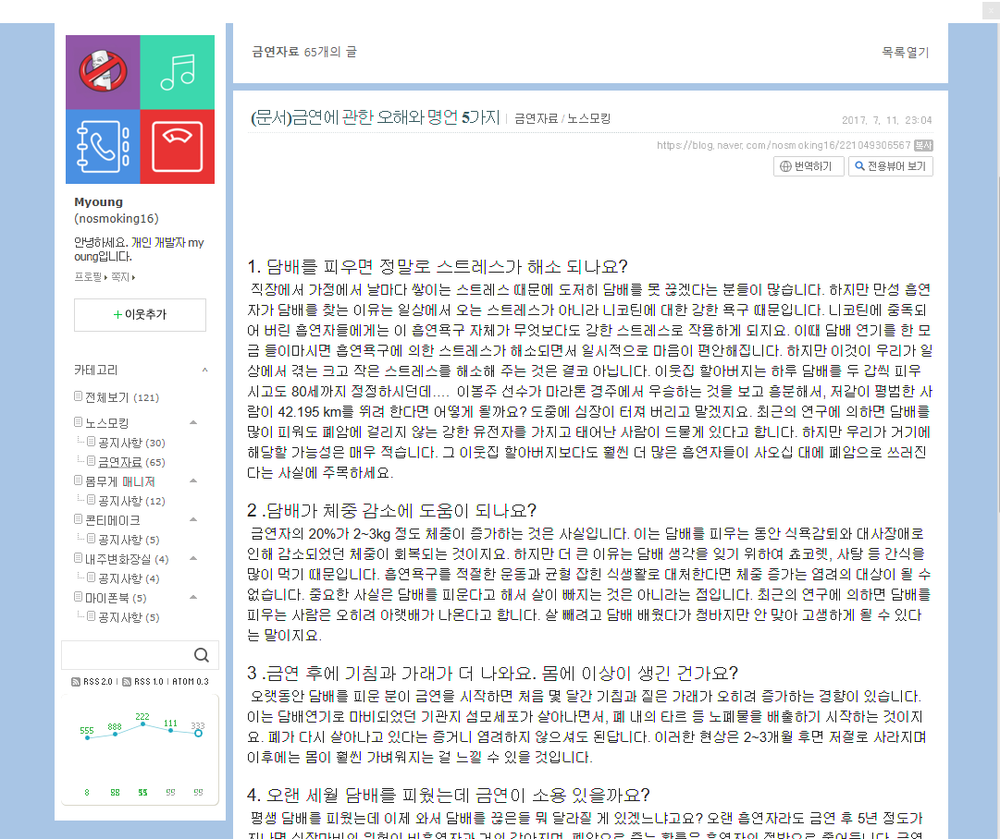 Myoung
(nosmoking16)
안녕하세요. 개인 개발자 my
oung입니다.
프로필 쪽지
+ 이웃추가
카테고리
전체보기 (121)
노스모킹
공지사항 (30)
금연자료 (65)
몸무게 매니저
공지사항 (12)
콘티메이크
공지사항 (5)
내주변화장실 (4)
공지사항 (4)
마이폰북 (5)
공지사항 (5)
RSS 2.0 | RSS 1.0 | ATOM 0.3
555 888 222 111 333
금연자료 65개의 글
목록열기
(문서)금연에 관한 오해와 명언 5가지 | 금연자료 / 노스모킹
2017. 7. 11. 23:04
https://blog.naver.com/nosmoking16/221049306567 복사
번역하기 전용뷰어 보기
1. 담배를 피우면 정말로 스트레스가 해소 되나요?
직장에서 가정에서 날마다 쌓이는 스트레스 때문에 도저히 담배를 못 끊겠다는 분들이 많습니다. 하지만 만성 흡연
자가 담배를 찾는 이유는 일상에서 오는 스트레스가 아니라 니코틴에 대한 강한 욕구 때문입니다. 니코틴에 중독되
어 버린 흡연자들에게는 이 흡연욕구 자체가 무엇보다도 강한 스트레스로 작용하게 되지요. 이때 담배 연기를 한 모
금 들이마시면 흡연욕구에 의한 스트레스가 해소되면서 일시적으로 마음이 편안해집니다. 하지만 이것이 우리가 일
상에서 겪는 크고 작은 스트레스를 해소해 주는 것은 결코 아닙니다. 이웃집 할아버지는 하루 담배를 두 갑씩 피우
시고도 80세까지 정정하시던데.... 이봉주 선수가 마라톤 경주에서 우승하는 것을 보고 흥분해서, 저같이 평범한 사
람이 42.195 km를 뛰려 한다면 어떻게 될까요? 도중에 심장이 터져 버리고 말겠지요. 최근의 연구에 의하면 담배를
많이 피워도 폐암에 걸리지 않는 강한 유전자를 가지고 태어난 사람이 드물게 있다고 합니다. 하지만 우리가 거기에
해당할 가능성은 매우 적습니다. 그 이웃집 할아버지보다도 훨씬 더 많은 흡연자들이 사오십 대에 폐암으로 쓰러진
다는 사실에 주목하세요.
2 .담배가 체중 감소에 도움이 되나요?
금연자의 20%가 2~3kg 정도 체중이 증가하는 것은 사실입니다. 이는 담배를 피우는 동안 식욕감퇴와 대사장애로
인해 감소되었던 체중이 회복되는 것이지요. 하지만 더 큰 이유는 담배 생각을 잊기 위하여 쵸코렛, 사탕 등 간식을
많이 먹기 때문입니다. 흡연욕구를 적절한 운동과 균형 잡힌 식생활로 대처한다면 체중 증가는 염려의 대상이 될 수
없습니다. 중요한 사실은 담배를 피운다고 해서 살이 빠지는 것은 아니라는 점입니다. 최근의 연구에 의하면 담배를
피우는 사람은 오히려 아랫배가 나온다고 합니다. 살 빼려고 담배 배웠다가 청바지만 안 맞아 고생하게 될 수 있다
는 말이지요.
3 .금연 후에 기침과 가래가 더 나와요. 몸에 이상이 생긴 건가요?
오랫동안 담배를 피운 분이 금연을 시작하면 처음 몇 달간 기침과 짙은 가래가 오히려 증가하는 경향이 있습니다.
이는 담배연기로 마비되었던 기관지 섬모세포가 살아나면서, 폐 내의 타르 등 노폐물을 배출하기 시작하는 것이지
요. 폐가 다시 살아나고 있다는 증거니 염려하지 않으셔도 된답니다. 이러한 현상은 2~3개월 후면 저절로 사라지며
이후에는 몸이 훨씬 가벼워지는 걸 느낄 수 있을 것입니다.
4. 오랜 세월 담배를 피웠는데 금연이 소용 있을까요?
평생 담배를 피웠는데 이제 와서 담배를 끊은들 뭐 달라질 게 있겠느냐고요? 오랜 흡연자라도 금연 후 5년 정도가